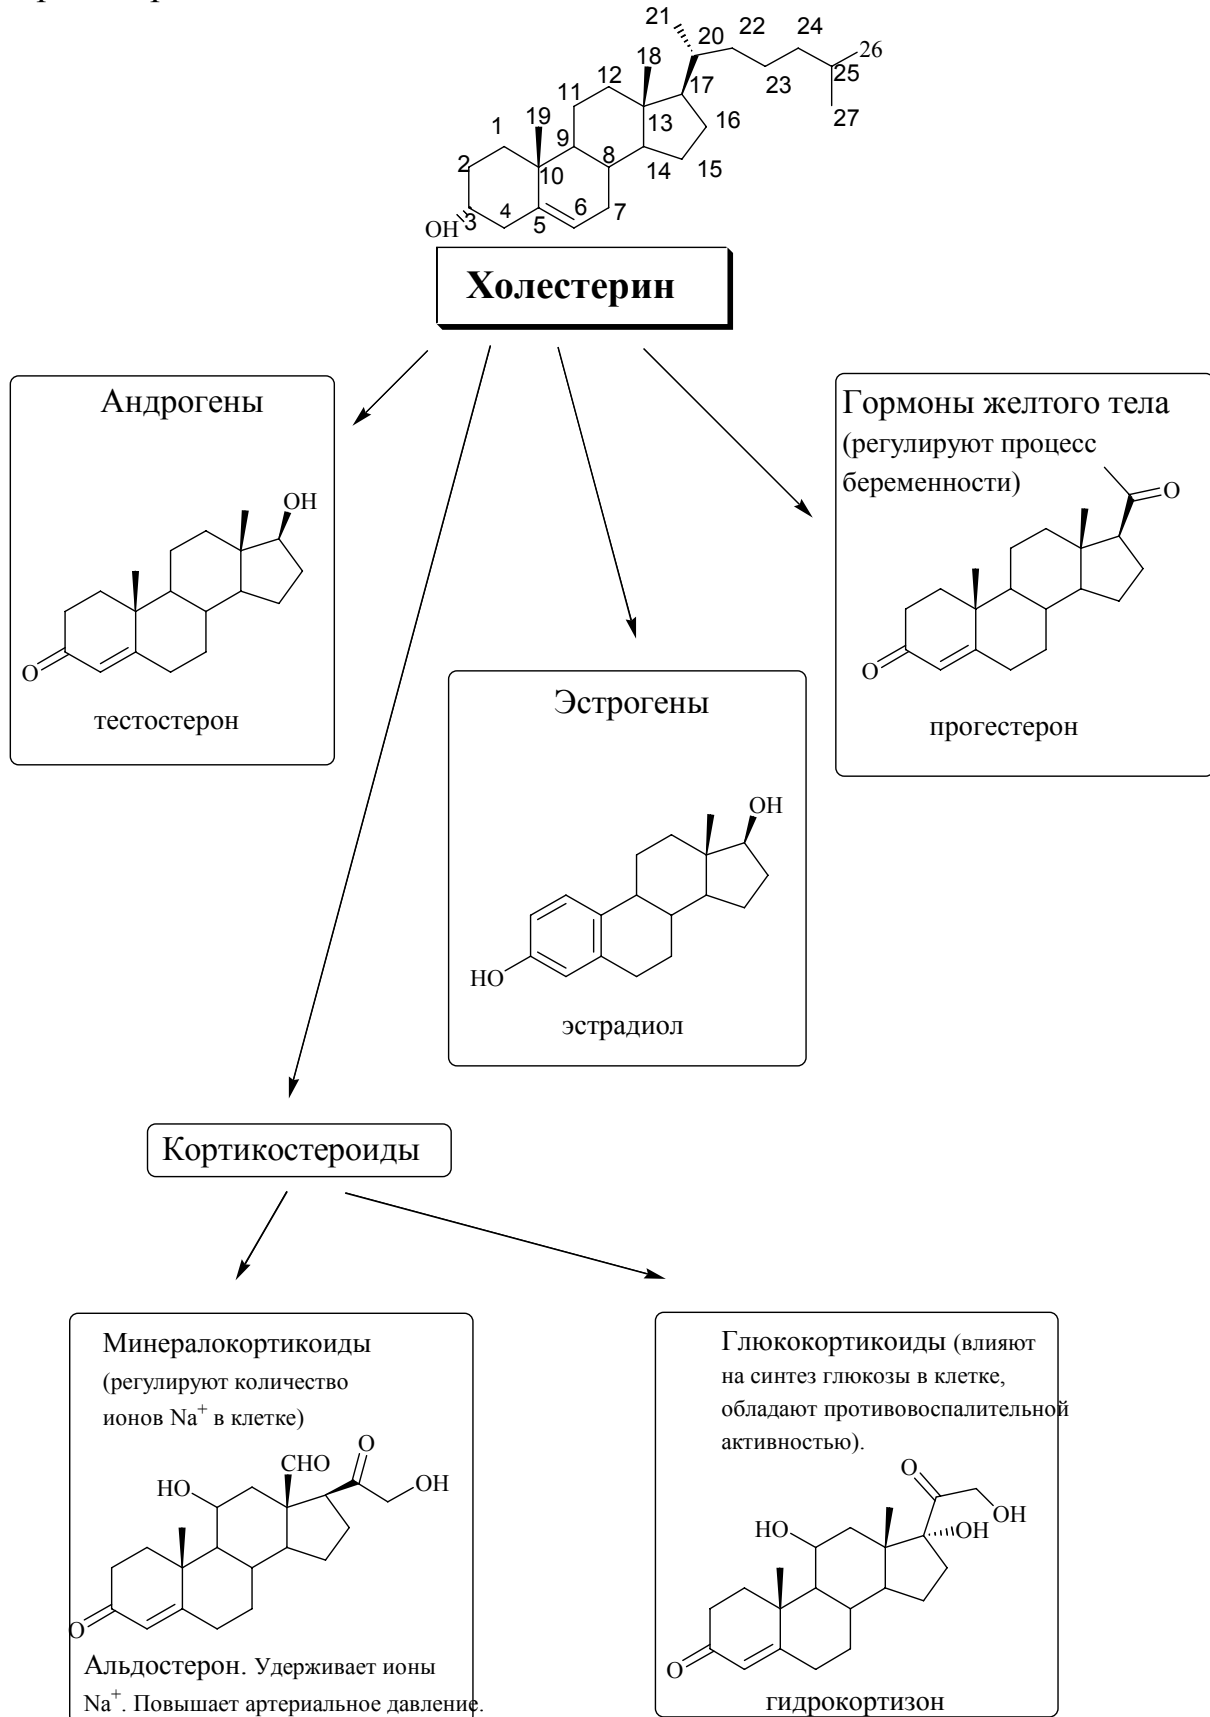 21
22
24
20
26
18
25
12
17
23
11
27
19
13
16
1
9
8
2
14
15
10
4
6
7
OH
3
5
Холестерин
Андрогены
OH
O
тестостерон
Гормоны желтого тела
(регулируют процесс
беременности)
O
O
прогестерон
Эстрогены
OH
HO
эстрадиол
Кортикостероиды
Минералокортикоиды
(регулируют количество
ионов Na⁺ в клетке)
O
CHO
HO
OH
O
Альдостерон. Удерживает ионы
Na⁺. Повышает артериальное давление.
Глюкокортикоиды (влияют
на синтез глюкозы в клетке,
обладают противовоспалительной
активностью).
O
OH
HO
OH
O
гидрокортизон